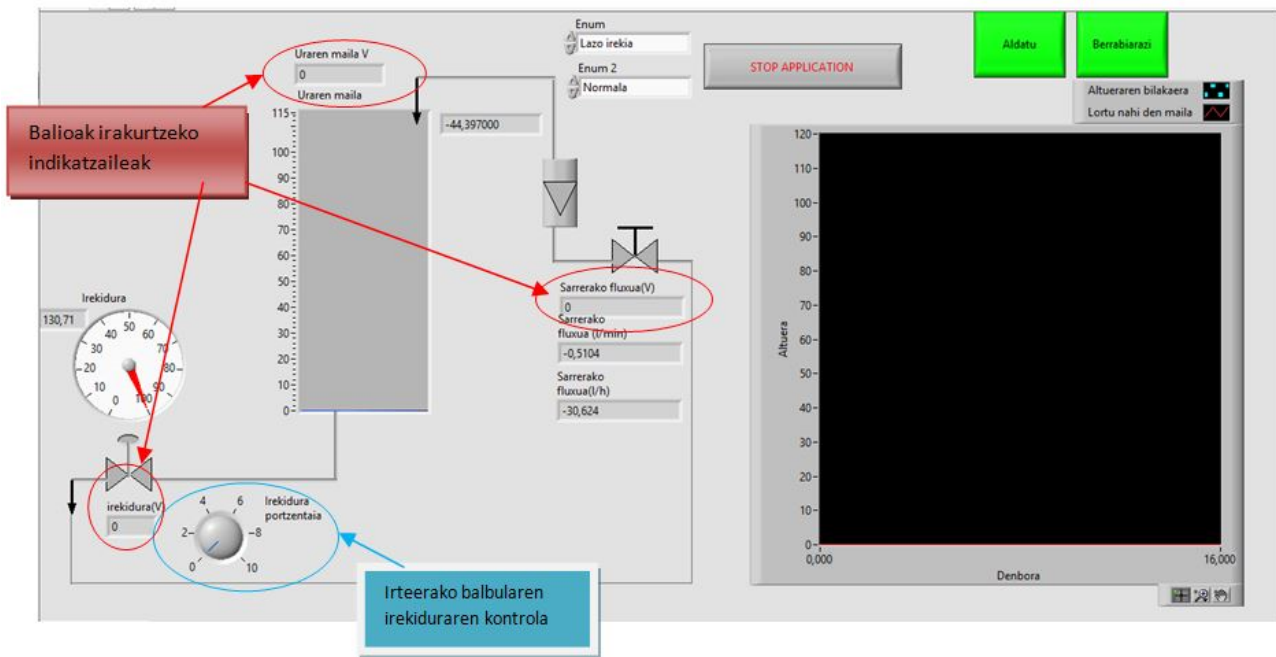 Enum
Lazo irekia
Enum 2
Normala
STOP APPLICATION
Aldatu
Berrabiarazi
Uraren maila V
0
Uraren maila
115
100
90
80
70
60
50
40
30
20
10
0
-44,397000
Balioak irakurtzeko
indikatzaileak
Altueraren bilakaera
Lortu nahi den maila
Altuera
120
110
100
90
80
70
60
50
40
30
20
10
0
0,000
16,000
Denbora
Sarrerako fluxua(V)
0
Sarrerako
fluxua (l/min)
-0,5104
Sarrerako
fluxua(l/h)
-30,624
Irekidura
130,71
0
10
20
30
40
50
60
70
80
90
100
irekidura(V)
0
Irekidura
portzentaia
0
2
4
6
8
10
Irteerako balbularen
irekiduraren kontrola